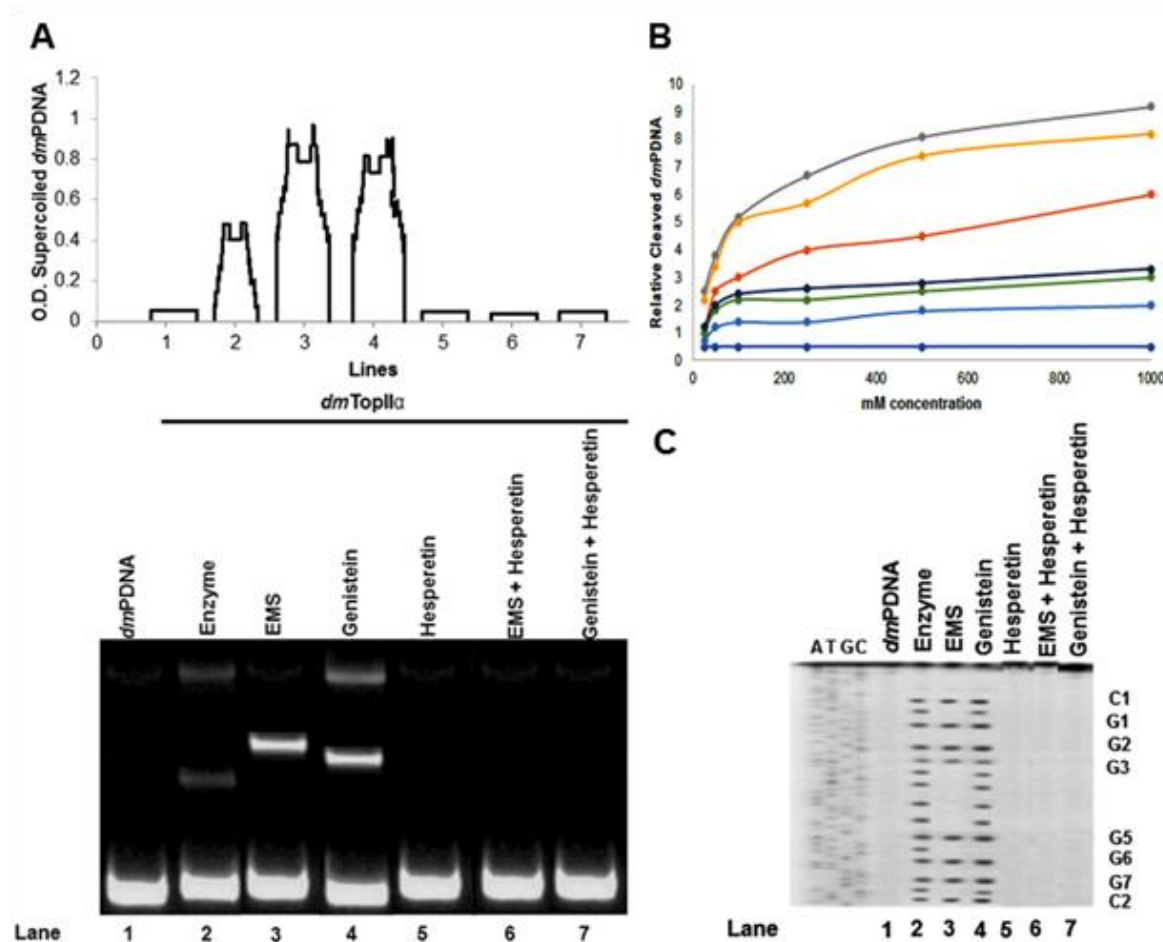 A
O.D. Supercoiled dmPDNA
1.2
1
0.8
0.6
0.4
0.2
0
0 1 2 3 4 5 6 7
Lines
dmTopIIα
dmPDNA
Enzyme
EMS
Genistein
Hesperetin
EMS + Hesperetin
Genistein + Hesperetin
Lane 1 2 3 4 5 6 7
B
Relative Cleaved dmPDNA
10
9
8
7
6
5
4
3
2
1
0
0 200 400 600 800 1000
mM concentration
C
A T G C
dmPDNA
Enzyme
EMS
Genistein
Hesperetin
EMS + Hesperetin
Genistein + Hesperetin
C1
G1
G2
G3
G5
G6
G7
C2
Lane 1 2 3 4 5 6 7